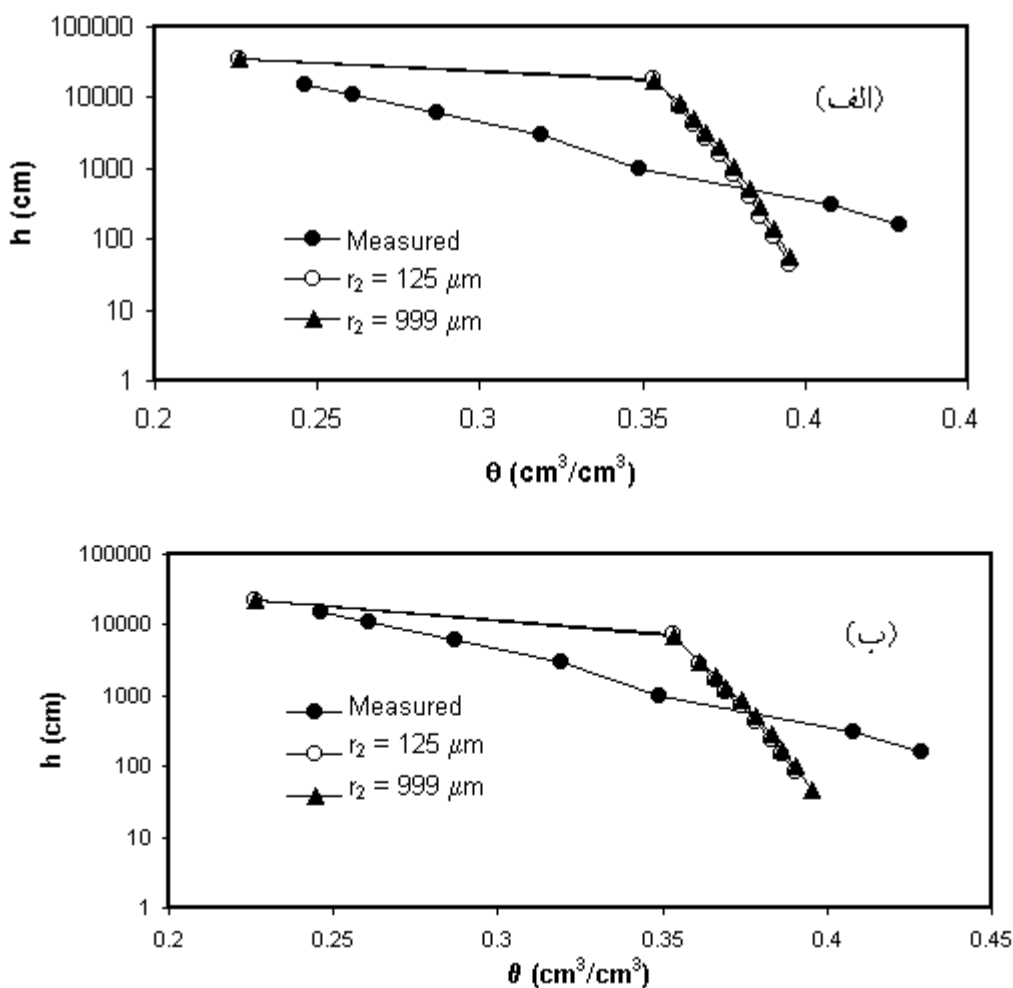 100000
10000
1000
100
10
1
h (cm)
(الف)
Measured
r₂ = 125 μm
r₂ = 999 μm
0.2 0.25 0.3 0.35 0.4 0.4
θ (cm³/cm³)
100000
10000
1000
100
10
1
h (cm)
(ب)
Measured
r₂ = 125 μm
r₂ = 999 μm
0.2 0.25 0.3 0.35 0.4 0.45
θ (cm³/cm³)